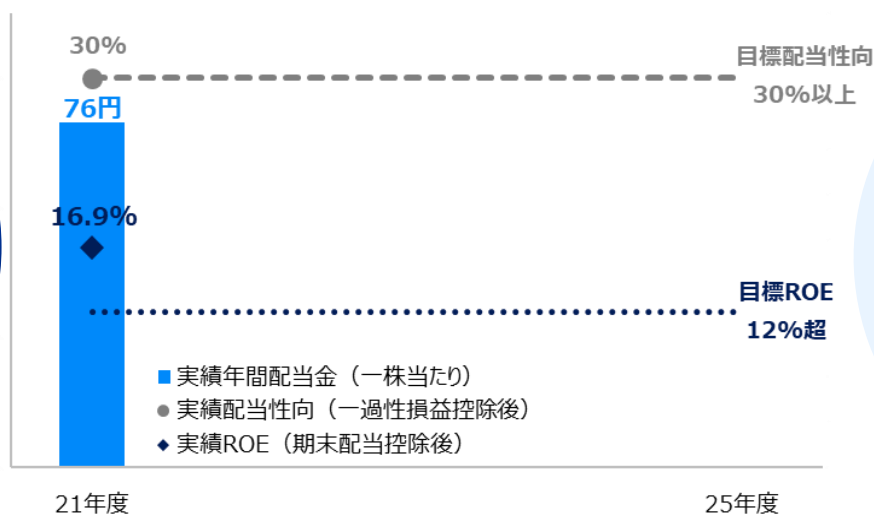 30%
76円
16.9%
目標配当性向
30%以上
目標ROE
12%超
実績年間配当金（一株当たり）
実績配当性向（一過性損益控除後）
実績ROE（期末配当控除後）
21年度
25年度